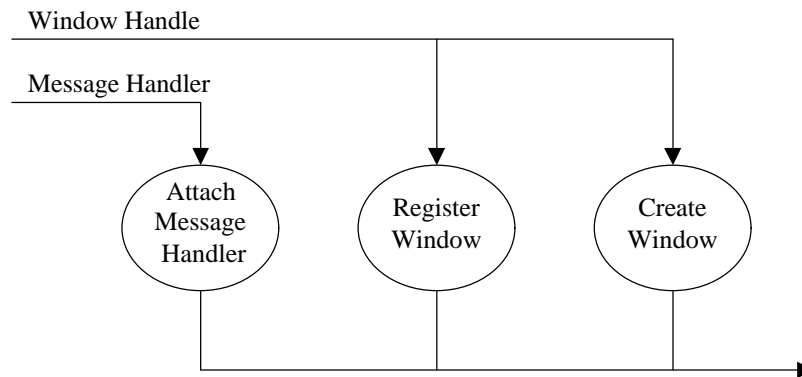 Window Handle
Message Handler
Attach
Message
Handler
Register
Window
Create
Window